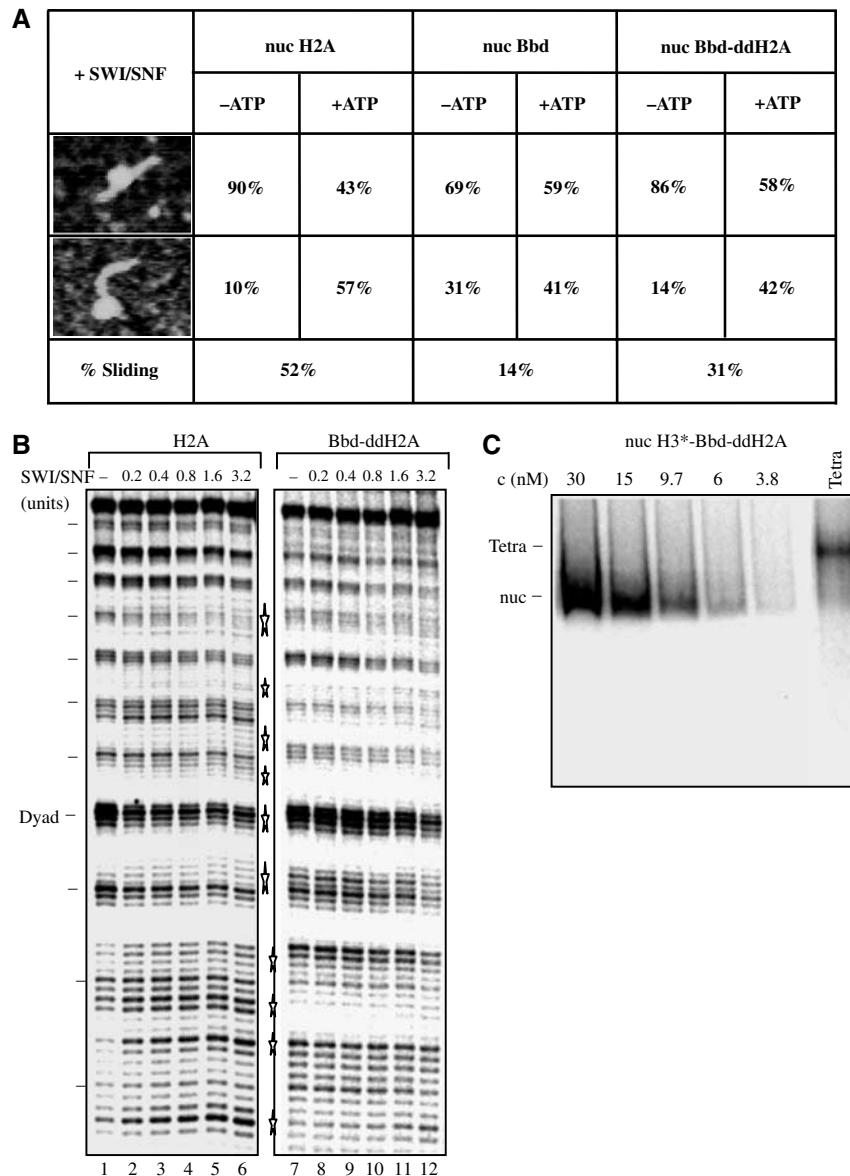 A
+ SWI/SNF
nuc H2A
nuc Bbd
nuc Bbd-ddH2A
–ATP
+ATP
–ATP
+ATP
–ATP
+ATP
90%
43%
69%
59%
86%
58%
10%
57%
31%
41%
14%
42%
% Sliding
52%
14%
31%
B
H2A
Bbd-ddH2A
SWI/SNF – 0.2 0.4 0.8 1.6 3.2 – 0.2 0.4 0.8 1.6 3.2
(units)
Dyad –
1 2 3 4 5 6 7 8 9 10 11 12
C
nuc H3*-Bbd-ddH2A
c (nM) 30 15 9.7 6 3.8 Tetra
Tetra –
nuc –